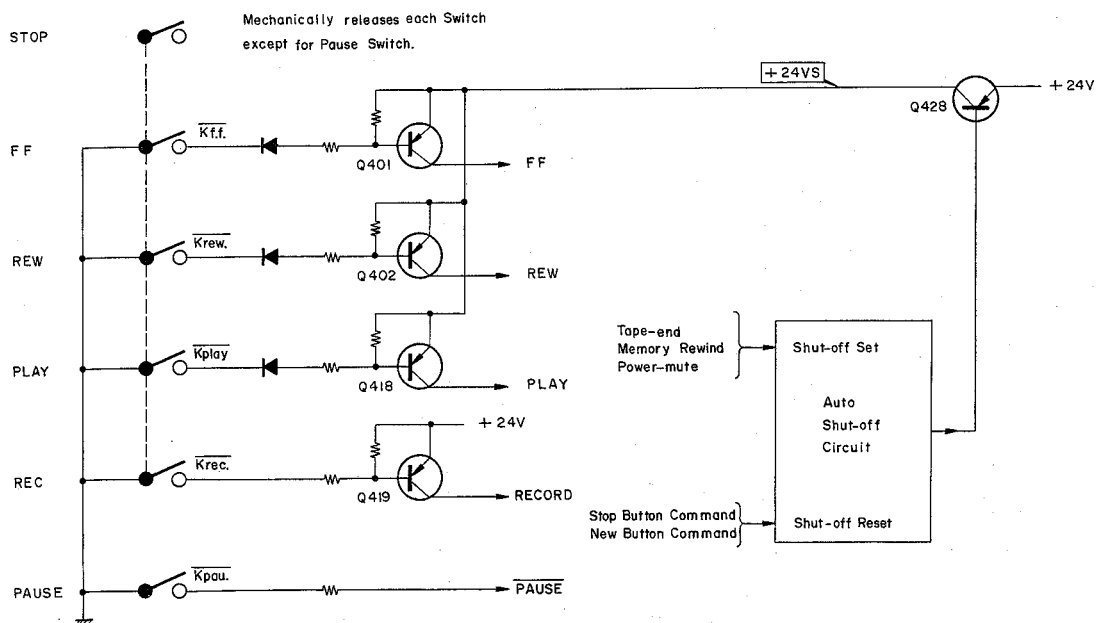 Mechanically releases each Switch
except for Pause Switch.
STOP
+24VS
+24V
Q428
FF
Kf.f.
Q401
FF
REW
Krew.
Q402
REW
PLAY
Kplay
Q418
PLAY
Tape-end
Memory Rewind
Power-mute
Shut-off Set
Auto
Shut-off
Circuit
+24V
REC
Krec.
Q419
RECORD
Stop Button Command
New Button Command
Shut-off Reset
PAUSE
Kpau.
PAUSE